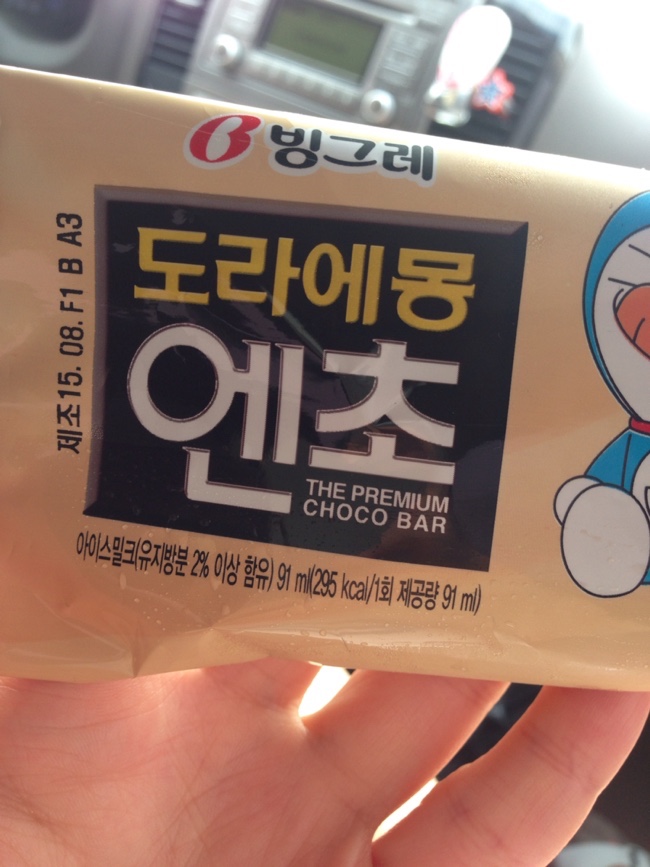 빙그레
도라에몽
엔초
THE PREMIUM
CHOCO BAR
아이스밀크(유지방분 2% 이상 함유) 91 ml(295 kcal/1회 제공량 91 ml)
제조15. 08. F1 B A3